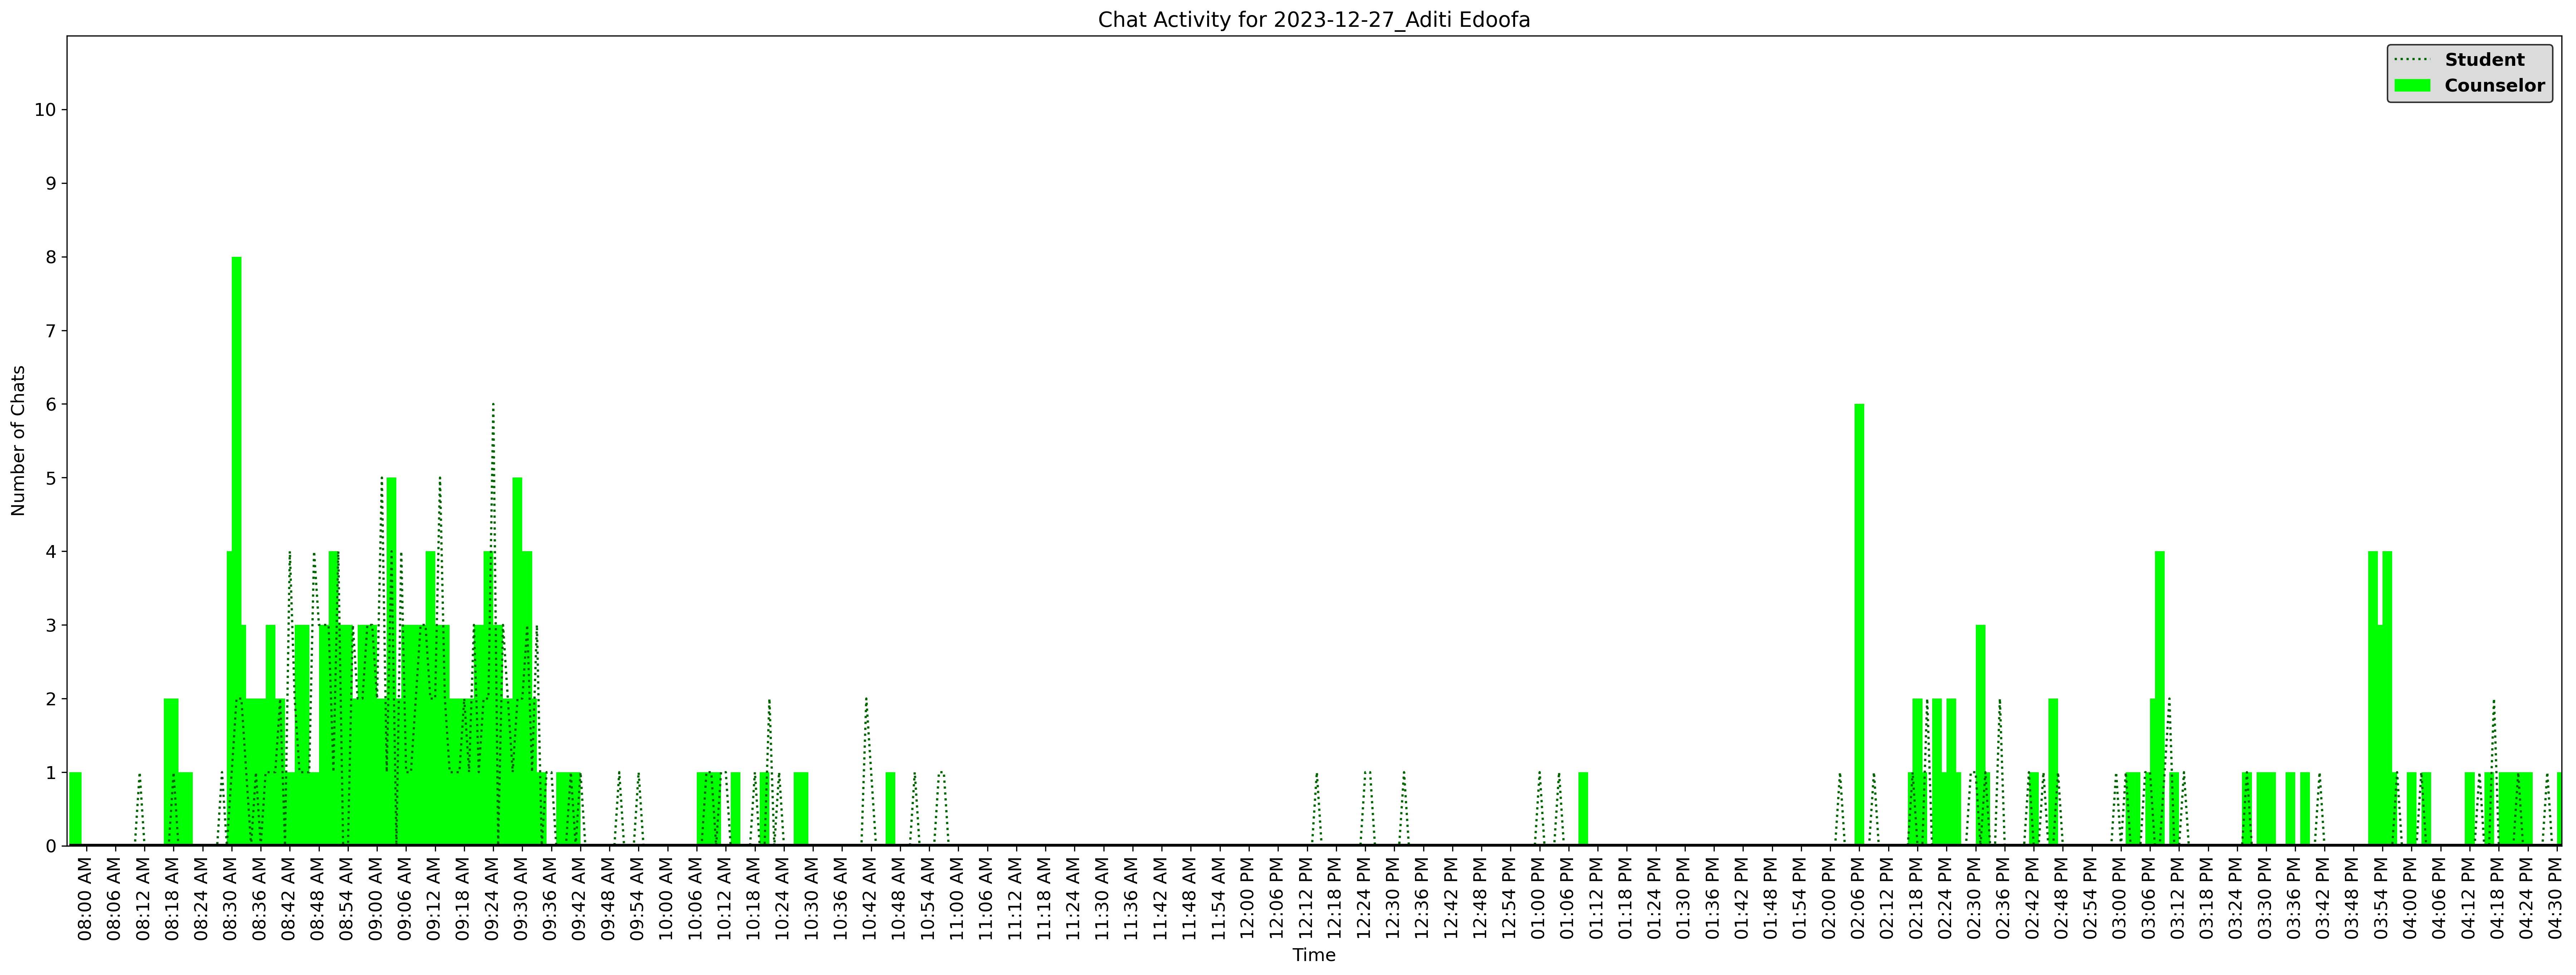 Chat Activity for 2023-12-27_Aditi Edoofa
Student
Counselor
Number of Chats
10
9
8
7
6
5
4
3
2
1
0
08:00 AM
08:06 AM
08:12 AM
08:18 AM
08:24 AM
08:30 AM
08:36 AM
08:42 AM
08:48 AM
08:54 AM
09:00 AM
09:06 AM
09:12 AM
09:18 AM
09:24 AM
09:30 AM
09:36 AM
09:42 AM
09:48 AM
09:54 AM
10:00 AM
10:06 AM
10:12 AM
10:18 AM
10:24 AM
10:30 AM
10:36 AM
10:42 AM
10:48 AM
10:54 AM
11:00 AM
11:06 AM
11:12 AM
11:18 AM
11:24 AM
11:30 AM
11:36 AM
11:42 AM
11:48 AM
11:54 AM
12:00 PM
12:06 PM
12:12 PM
12:18 PM
12:24 PM
12:30 PM
12:36 PM
12:42 PM
12:48 PM
12:54 PM
01:00 PM
01:06 PM
01:12 PM
01:18 PM
01:24 PM
01:30 PM
01:36 PM
01:42 PM
01:48 PM
01:54 PM
02:00 PM
02:06 PM
02:12 PM
02:18 PM
02:24 PM
02:30 PM
02:36 PM
02:42 PM
02:48 PM
02:54 PM
03:00 PM
03:06 PM
03:12 PM
03:18 PM
03:24 PM
03:30 PM
03:36 PM
03:42 PM
03:48 PM
03:54 PM
04:00 PM
04:06 PM
04:12 PM
04:18 PM
04:24 PM
04:30 PM
Time